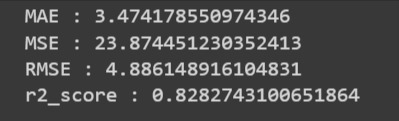 MAE : 3.474178550974346
MSE : 23.874451230352413
RMSE : 4.886148916104831
r2_score : 0.8282743100651864